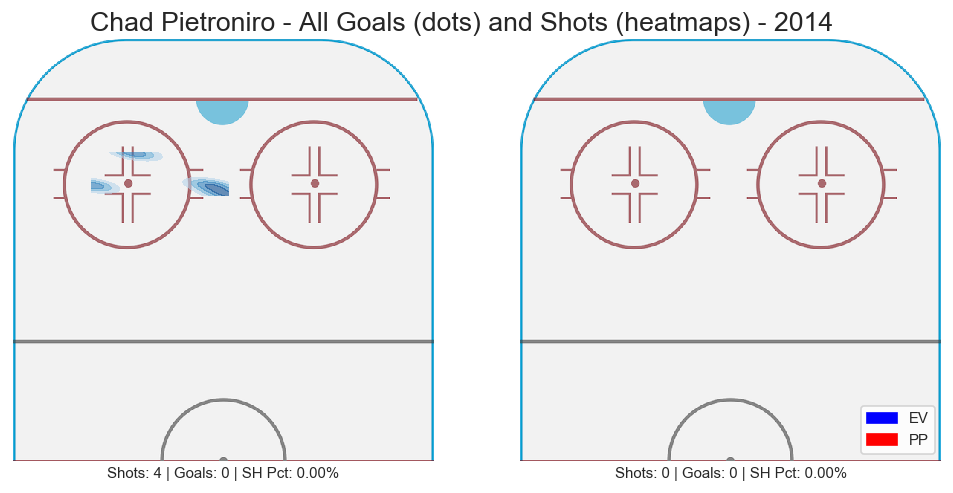 Chad Pietroniro - All Goals (dots) and Shots (heatmaps) - 2014
EV
PP
Shots: 4 | Goals: 0 | SH Pct: 0.00%
Shots: 0 | Goals: 0 | SH Pct: 0.00%